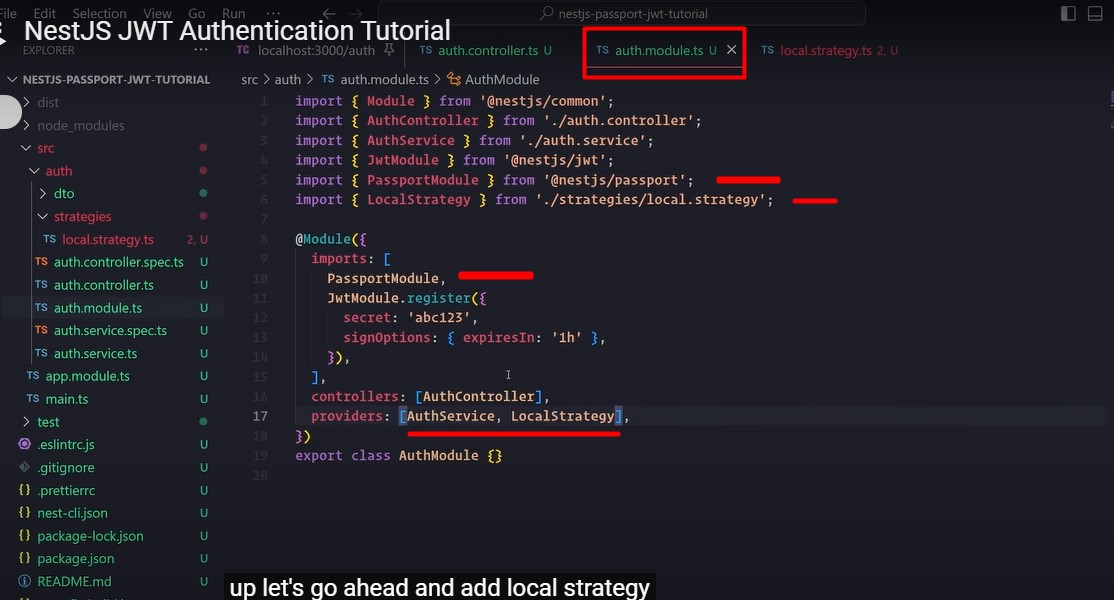 File Edit Selection View Go Run ··· ← → nestjs-passport-jwt-tutorial
NestJS JWT Authentication Tutorial
EXPLORER ··· TC localhost:3000/auth TS auth.controller.ts U TS auth.module.ts U × TS local.strategy.ts 2, U
NESTJS-PASSPORT-JWT-TUTORIAL
src > auth > TS auth.module.ts > AuthModule
dist
node_modules
src
auth
dto
strategies
TS local.strategy.ts 2, U
TS auth.controller.spec.ts U
TS auth.controller.ts U
TS auth.module.ts U
TS auth.service.spec.ts U
TS auth.service.ts U
TS app.module.ts U
TS main.ts U
test
.eslintrc.js U
.gitignore U
{} .prettierrc U
{} nest-cli.json U
{} package-lock.json U
{} package.json U
README.md U
1 import { Module } from '@nestjs/common';
2 import { AuthController } from './auth.controller';
3 import { AuthService } from './auth.service';
4 import { JwtModule } from '@nestjs/jwt';
5 import { PassportModule } from '@nestjs/passport';
6 import { LocalStrategy } from './strategies/local.strategy';
7
8 @Module({
9 imports: [
10 PassportModule,
11 JwtModule.register({
12 secret: 'abc123',
13 signOptions: { expiresIn: '1h' },
14 }),
15 ],
16 controllers: [AuthController],
17 providers: [AuthService, LocalStrategy],
18 })
19 export class AuthModule {}
20
up let's go ahead and add local strategy